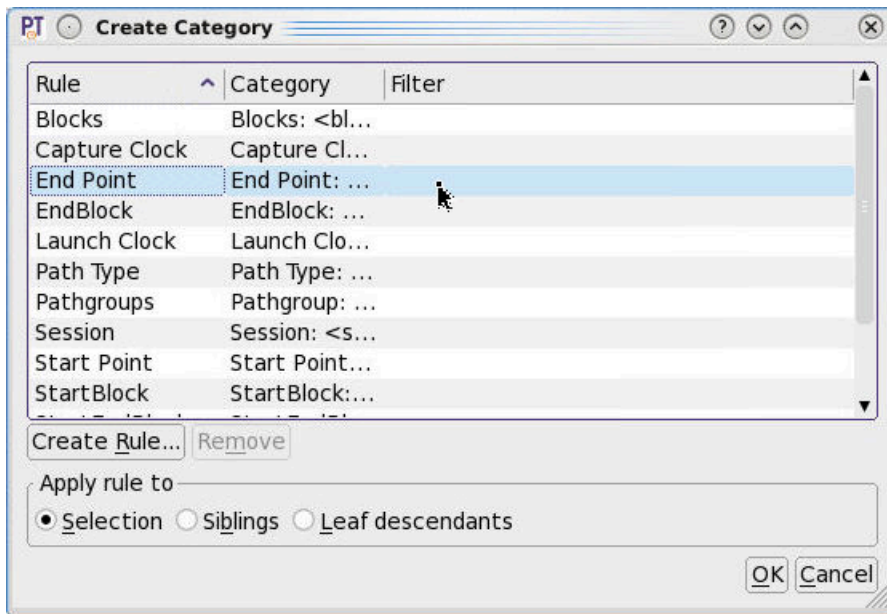 PT Create Category
Rule Category Filter
Blocks Blocks: <bl...
Capture Clock Capture Cl...
End Point End Point: ...
EndBlock EndBlock: ...
Launch Clock Launch Clo...
Path Type Path Type: ...
Pathgroups Pathgroup: ...
Session Session: <s...
Start Point Start Point...
StartBlock StartBlock:...
Create Rule... Remove
Apply rule to
Selection Siblings Leaf descendants
OK Cancel